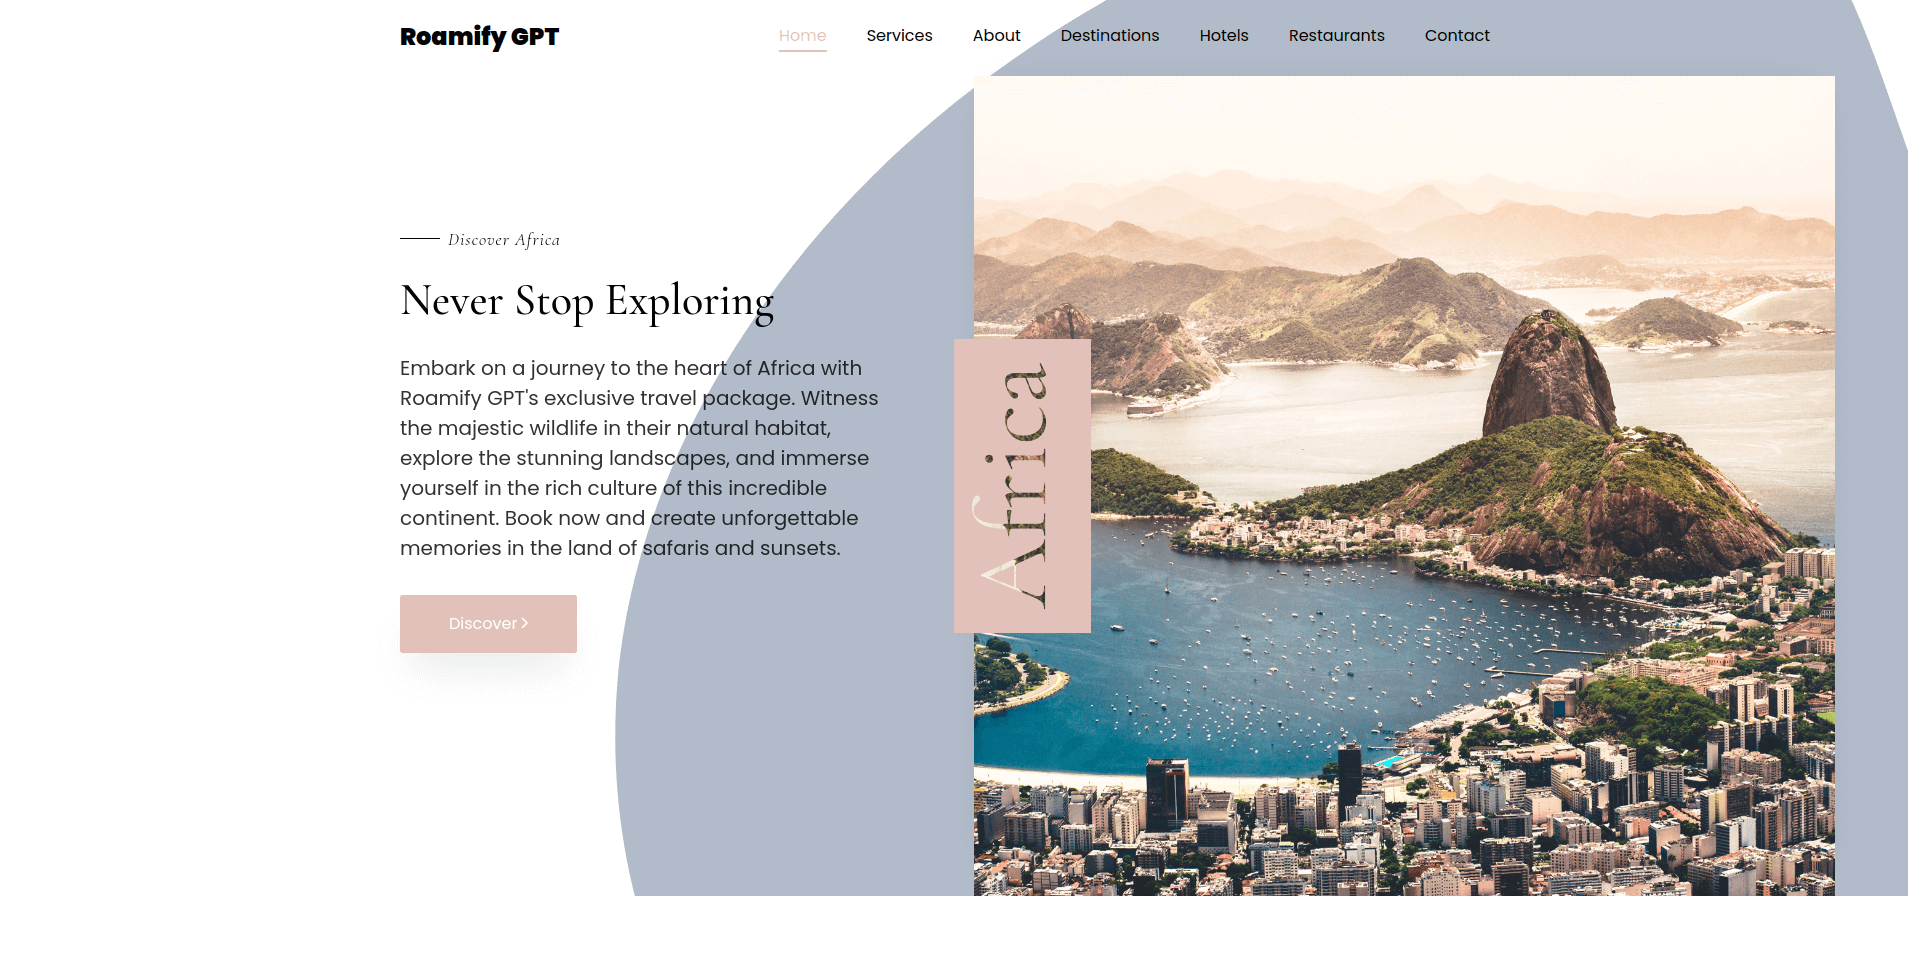 Roamify GPT
Home Services About Destinations Hotels Restaurants Contact
Discover Africa
Never Stop Exploring
Embark on a journey to the heart of Africa with
Roamify GPT's exclusive travel package. Witness
the majestic wildlife in their natural habitat,
explore the stunning landscapes, and immerse
yourself in the rich culture of this incredible
continent. Book now and create unforgettable
memories in the land of safaris and sunsets.
Discover
Africa